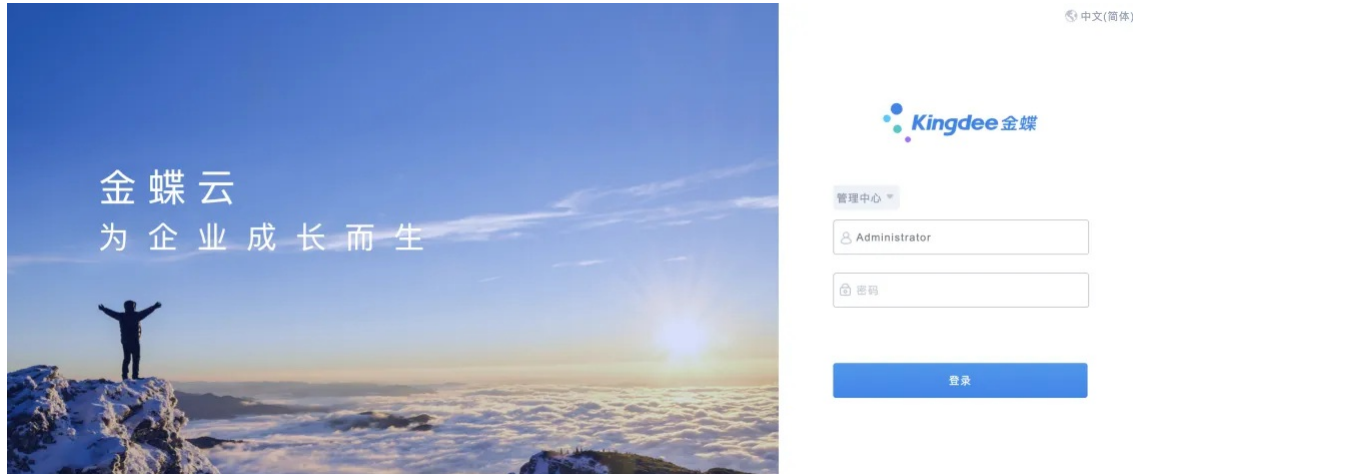 中文(简体)
金蝶云
为企业成长而生
Kingdee金蝶
管理中心
Administrator
密码
登录